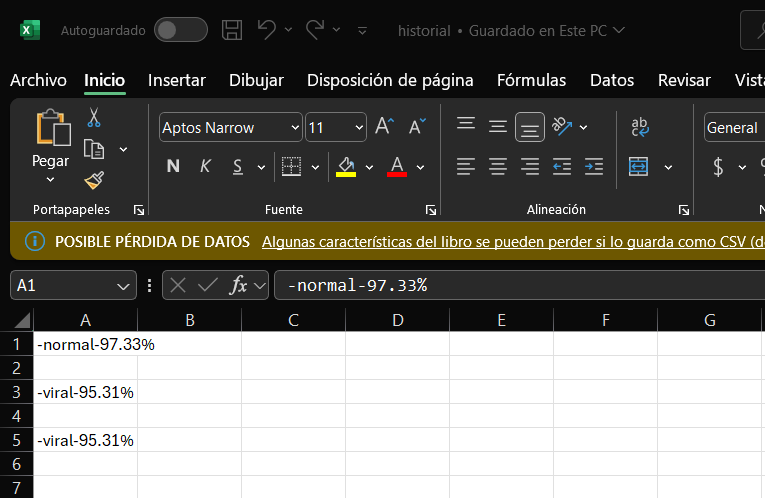 Autoguardado
historial • Guardado en Este PC
Archivo Inicio Insertar Dibujar Disposición de página Fórmulas Datos Revisar Vist
Pegar
Aptos Narrow 11
N K S
A A A
ab
General
$
Portapapeles Fuente Alineación
POSIBLE PÉRDIDA DE DATOS Algunas características del libro se pueden perder si lo guarda como CSV (d
A1 fx -normal-97.33%
A B C D E F G
1 -normal-97.33%
2
3 -viral-95.31%
4
5 -viral-95.31%
6
7